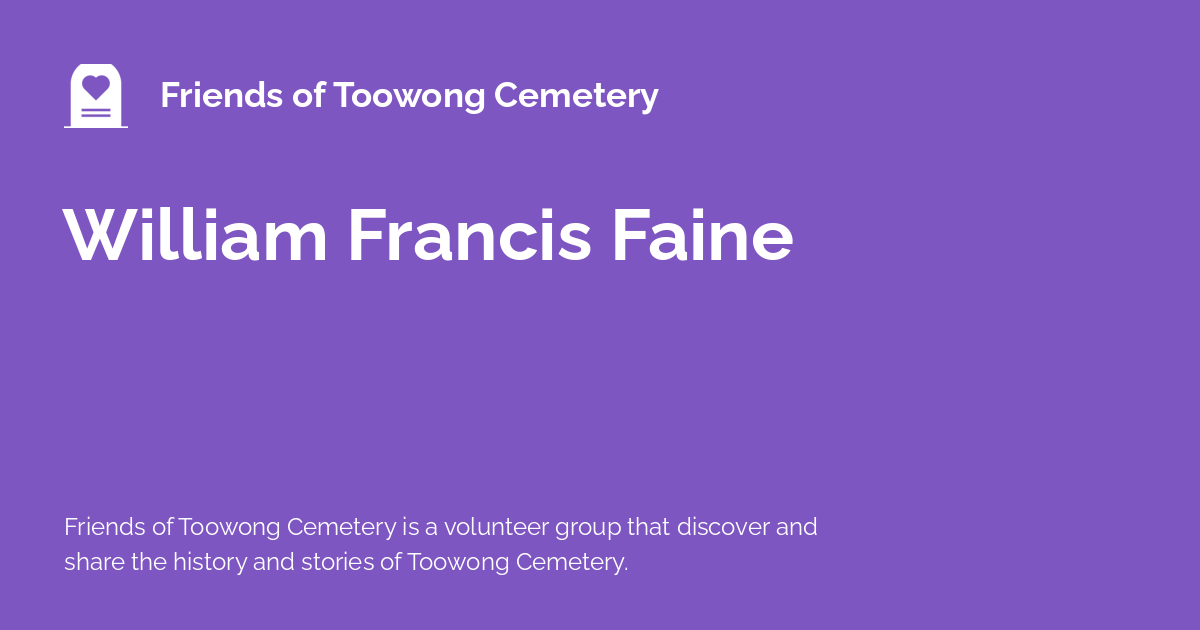 Friends of Toowong Cemetery
William Francis Faine
Friends of Toowong Cemetery is a volunteer group that discover and
share the history and stories of Toowong Cemetery.